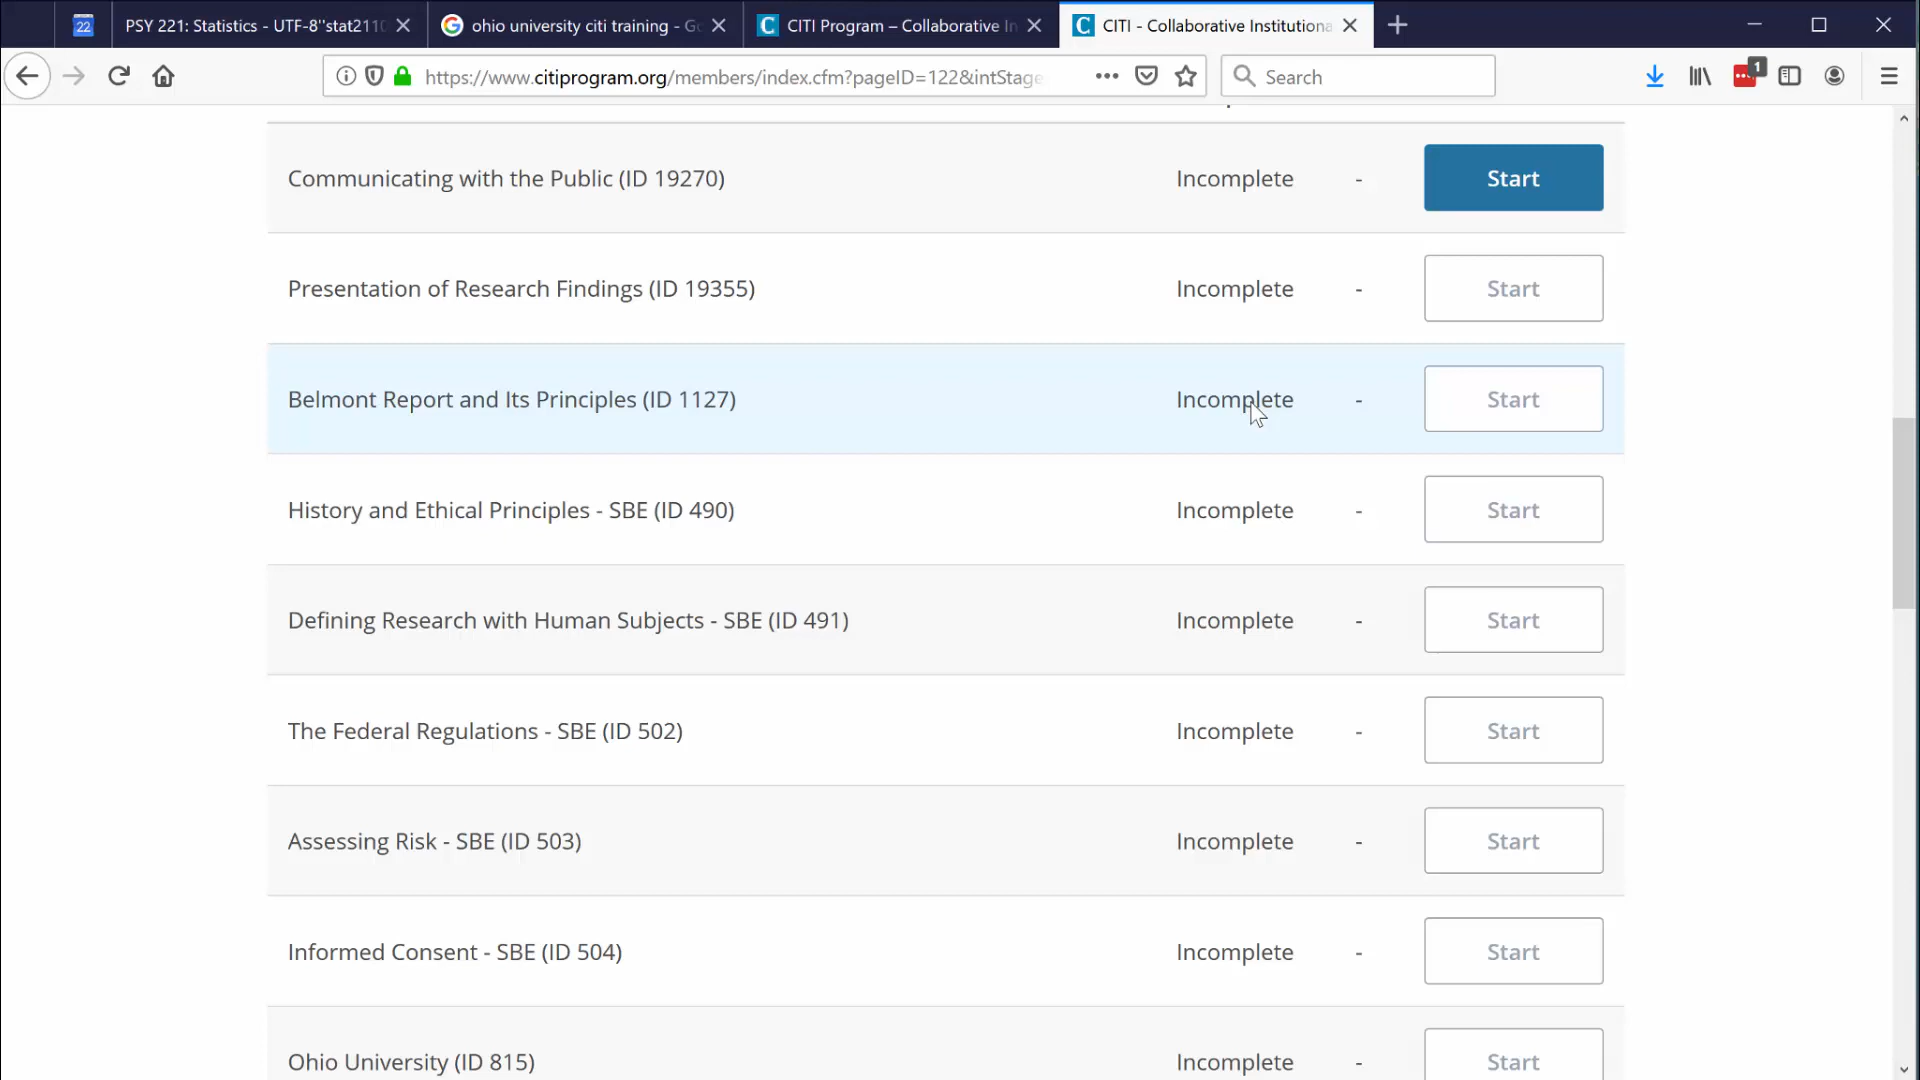 22
PSY 221: Statistics - UTF-8''stat2110
ohio university citi training - Go
CITI Program – Collaborative In
CITI - Collaborative Institutiona
https://www.citiprogram.org/members/index.cfm?pageID=122&intStage
Search
1
Communicating with the Public (ID 19270) Incomplete - Start
Presentation of Research Findings (ID 19355) Incomplete - Start
Belmont Report and Its Principles (ID 1127) Incomplete - Start
History and Ethical Principles - SBE (ID 490) Incomplete - Start
Defining Research with Human Subjects - SBE (ID 491) Incomplete - Start
The Federal Regulations - SBE (ID 502) Incomplete - Start
Assessing Risk - SBE (ID 503) Incomplete - Start
Informed Consent - SBE (ID 504) Incomplete - Start
Ohio University (ID 815) Incomplete - Start